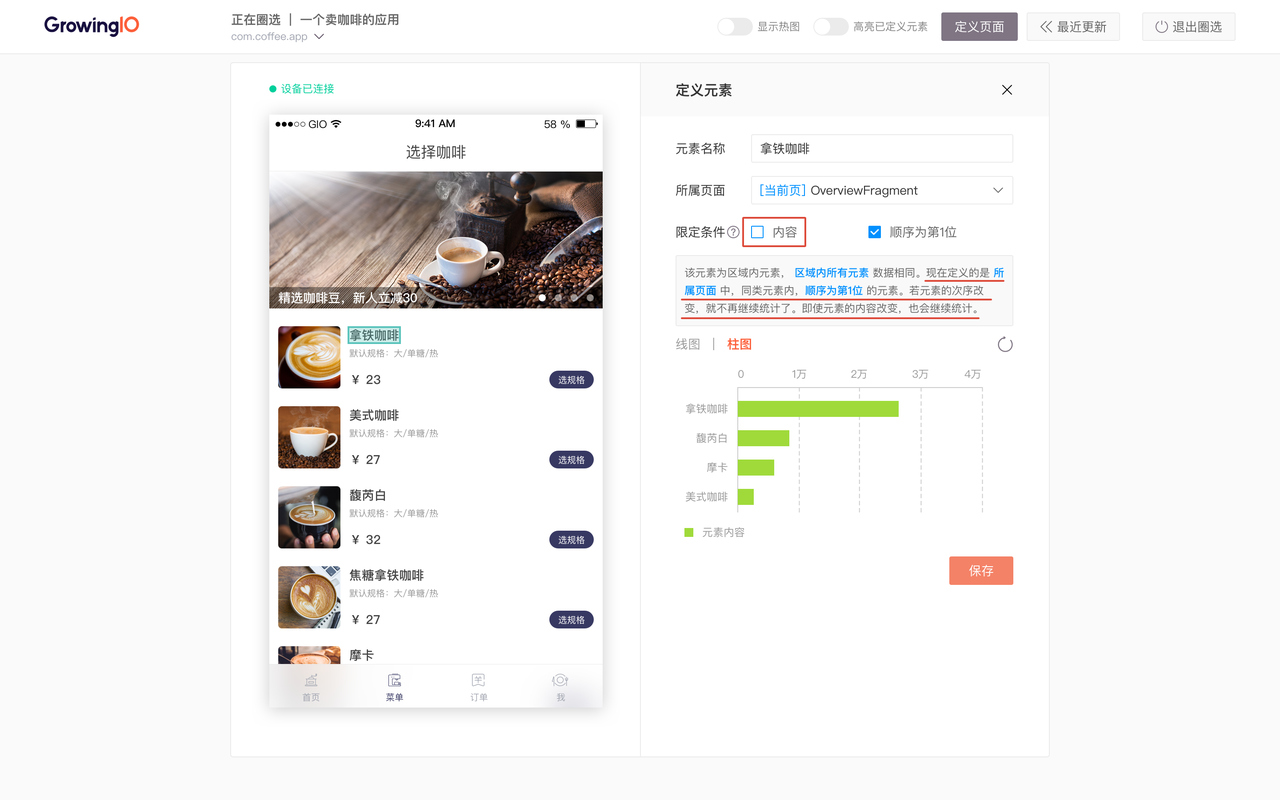 GrowingIO
正在圈选 | 一个卖咖啡的应用
com.coffee.app
显示热图
高亮已定义元素
定义页面
最近更新
退出圈选
设备已连接
GIO
9:41 AM
58 %
选择咖啡
精选咖啡豆，新人立减30
拿铁咖啡
默认规格：大/单糖/热
¥ 23
选规格
美式咖啡
默认规格：大/单糖/热
¥ 27
选规格
馥芮白
默认规格：大/单糖/热
¥ 32
选规格
焦糖拿铁咖啡
默认规格：大/单糖/热
¥ 27
选规格
摩卡
首页
菜单
订单
我
定义元素
元素名称
拿铁咖啡
所属页面
[当前页] OverviewFragment
限定条件 ?
内容
顺序为第1位
该元素为区域内元素， 区域内所有元素 数据相同。现在定义的是 所
属页面 中，同类元素内，顺序为第1位 的元素。若元素的次序改
变，就不再继续统计了。即使元素的内容改变，也会继续统计。
线图 | 柱图
0 1万 2万 3万 4万
拿铁咖啡
馥芮白
摩卡
美式咖啡
元素内容
保存